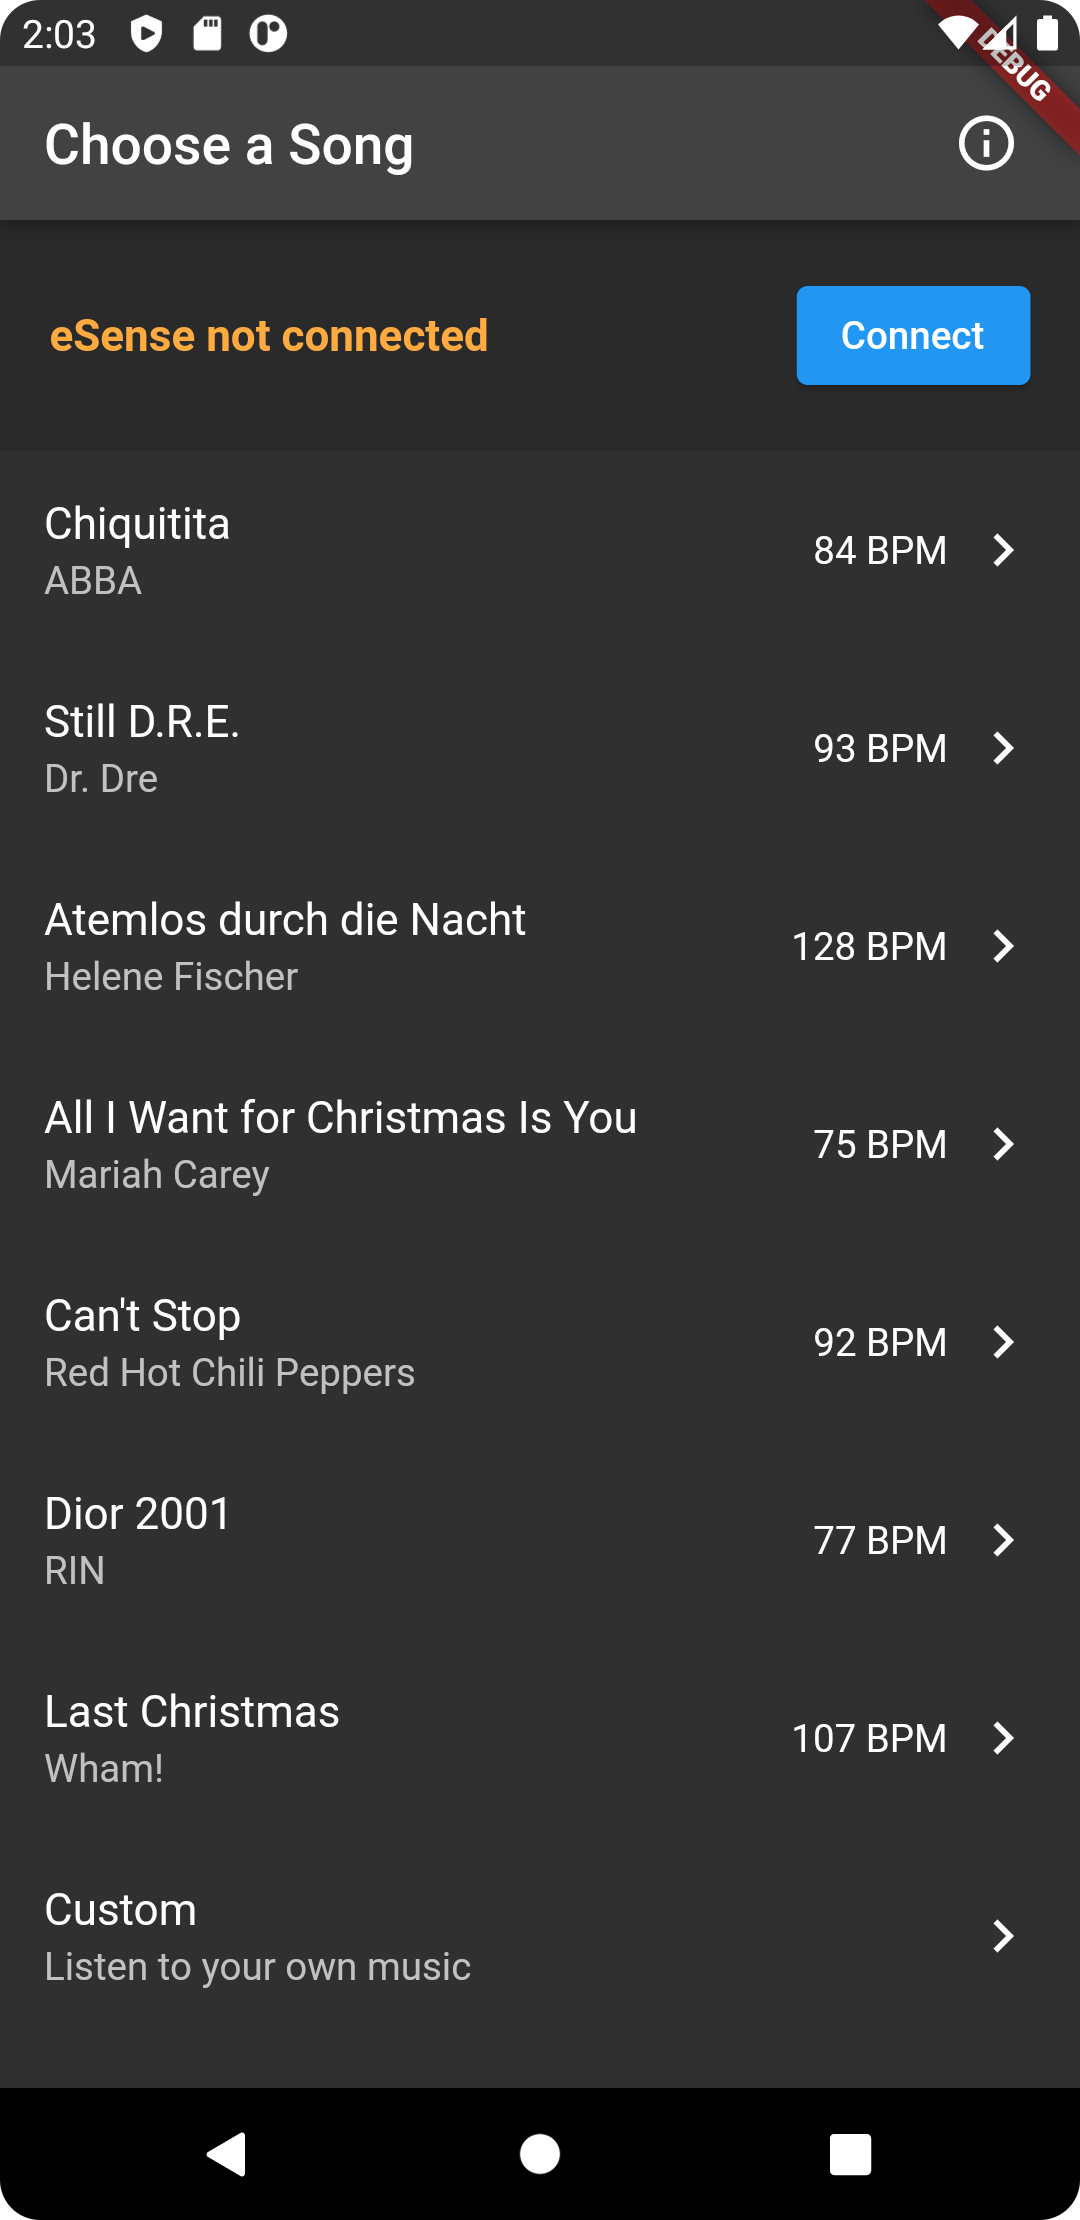 2:03
DEBUG
Choose a Song
eSense not connected
Connect
Chiquitita
ABBA
84 BPM
Still D.R.E.
Dr. Dre
93 BPM
Atemlos durch die Nacht
Helene Fischer
128 BPM
All I Want for Christmas Is You
Mariah Carey
75 BPM
Can't Stop
Red Hot Chili Peppers
92 BPM
Dior 2001
RIN
77 BPM
Last Christmas
Wham!
107 BPM
Custom
Listen to your own music